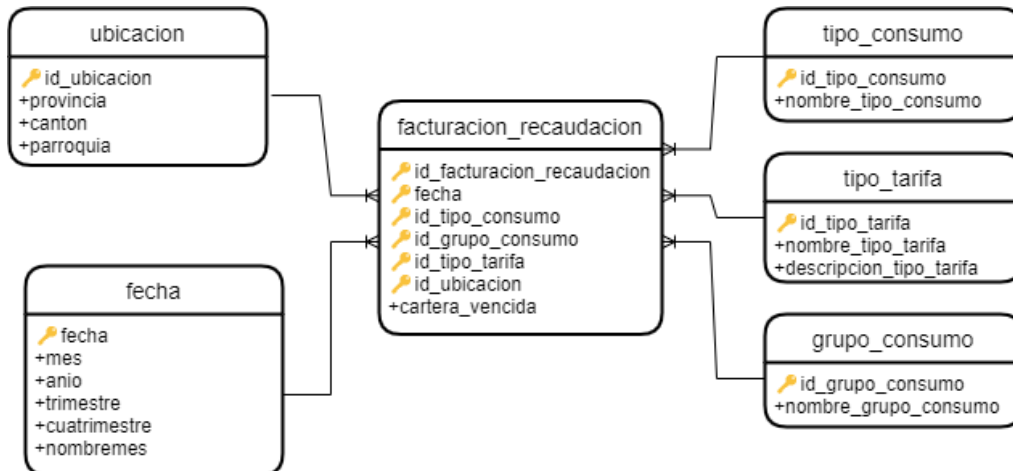 ubicacion
id_ubicacion
+provincia
+canton
+parroquia
fecha
fecha
+mes
+anio
+trimestre
+cuatrimestre
+nombremes
facturacion_recaudacion
id_facturacion_recaudacion
fecha
id_tipo_consumo
id_grupo_consumo
id_tipo_tarifa
id_ubicacion
+cartera_vencida
tipo_consumo
id_tipo_consumo
+nombre_tipo_consumo
tipo_tarifa
id_tipo_tarifa
+nombre_tipo_tarifa
+descripcion_tipo_tarifa
grupo_consumo
id_grupo_consumo
+nombre_grupo_consumo